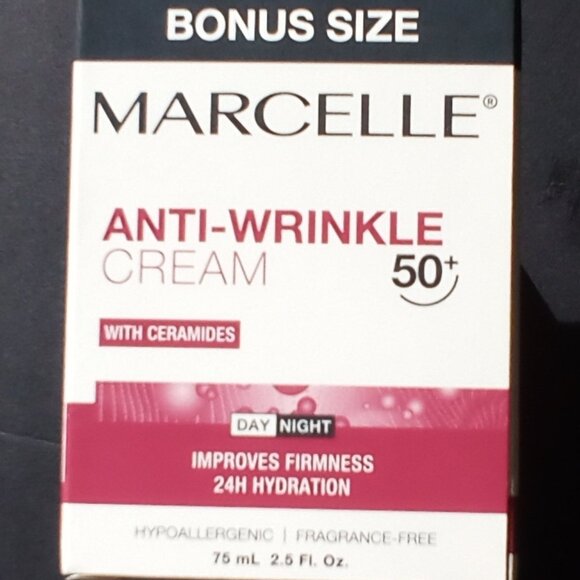 BONUS SIZE
MARCELLE®
ANTI-WRINKLE
CREAM 50+
WITH CERAMIDES
DAY NIGHT
IMPROVES FIRMNESS
24H HYDRATION
HYPOALLERGENIC | FRAGRANCE-FREE
75 mL 2.5 Fl. Oz.